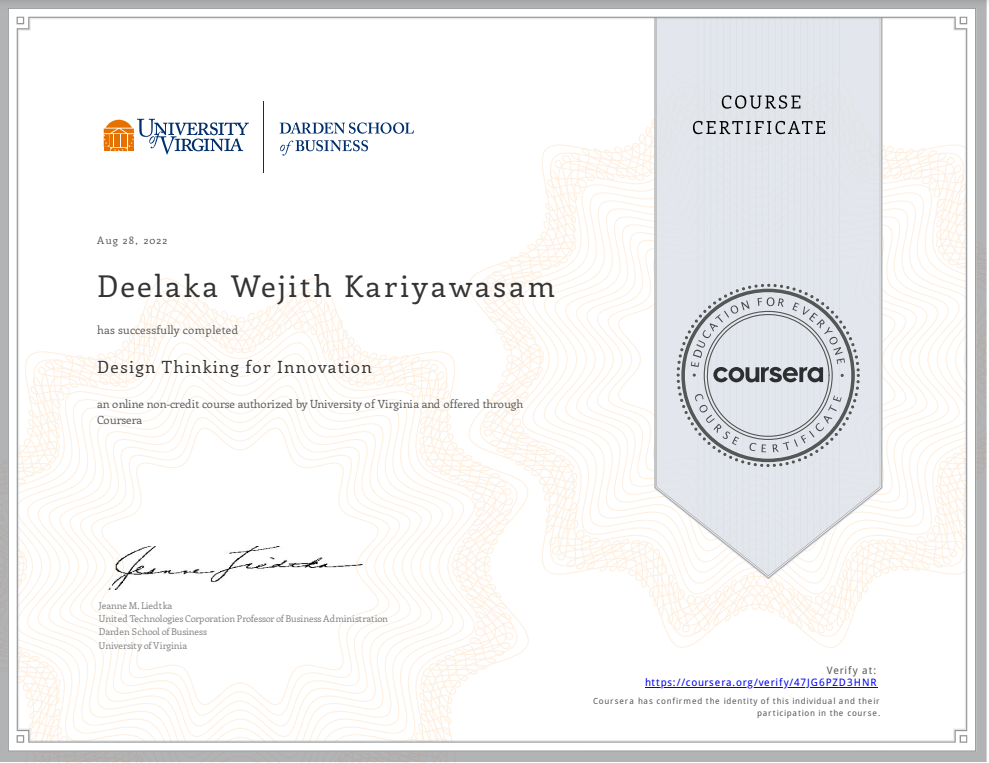 UNIVERSITY
of VIRGINIA
DARDEN SCHOOL
of BUSINESS
COURSE
CERTIFICATE
Aug 28, 2022
Deelaka Wejith Kariyawasam
has successfully completed
Design Thinking for Innovation
an online non-credit course authorized by University of Virginia and offered through
Coursera
EDUCATION FOR EVERYONE
coursera
COURSE CERTIFICATE
Jeanne Liedtka
Jeanne M. Liedtka
United Technologies Corporation Professor of Business Administration
Darden School of Business
University of Virginia
Verify at:
https://coursera.org/verify/47JG6PZD3HNR
Coursera has confirmed the identity of this individual and their
participation in the course.